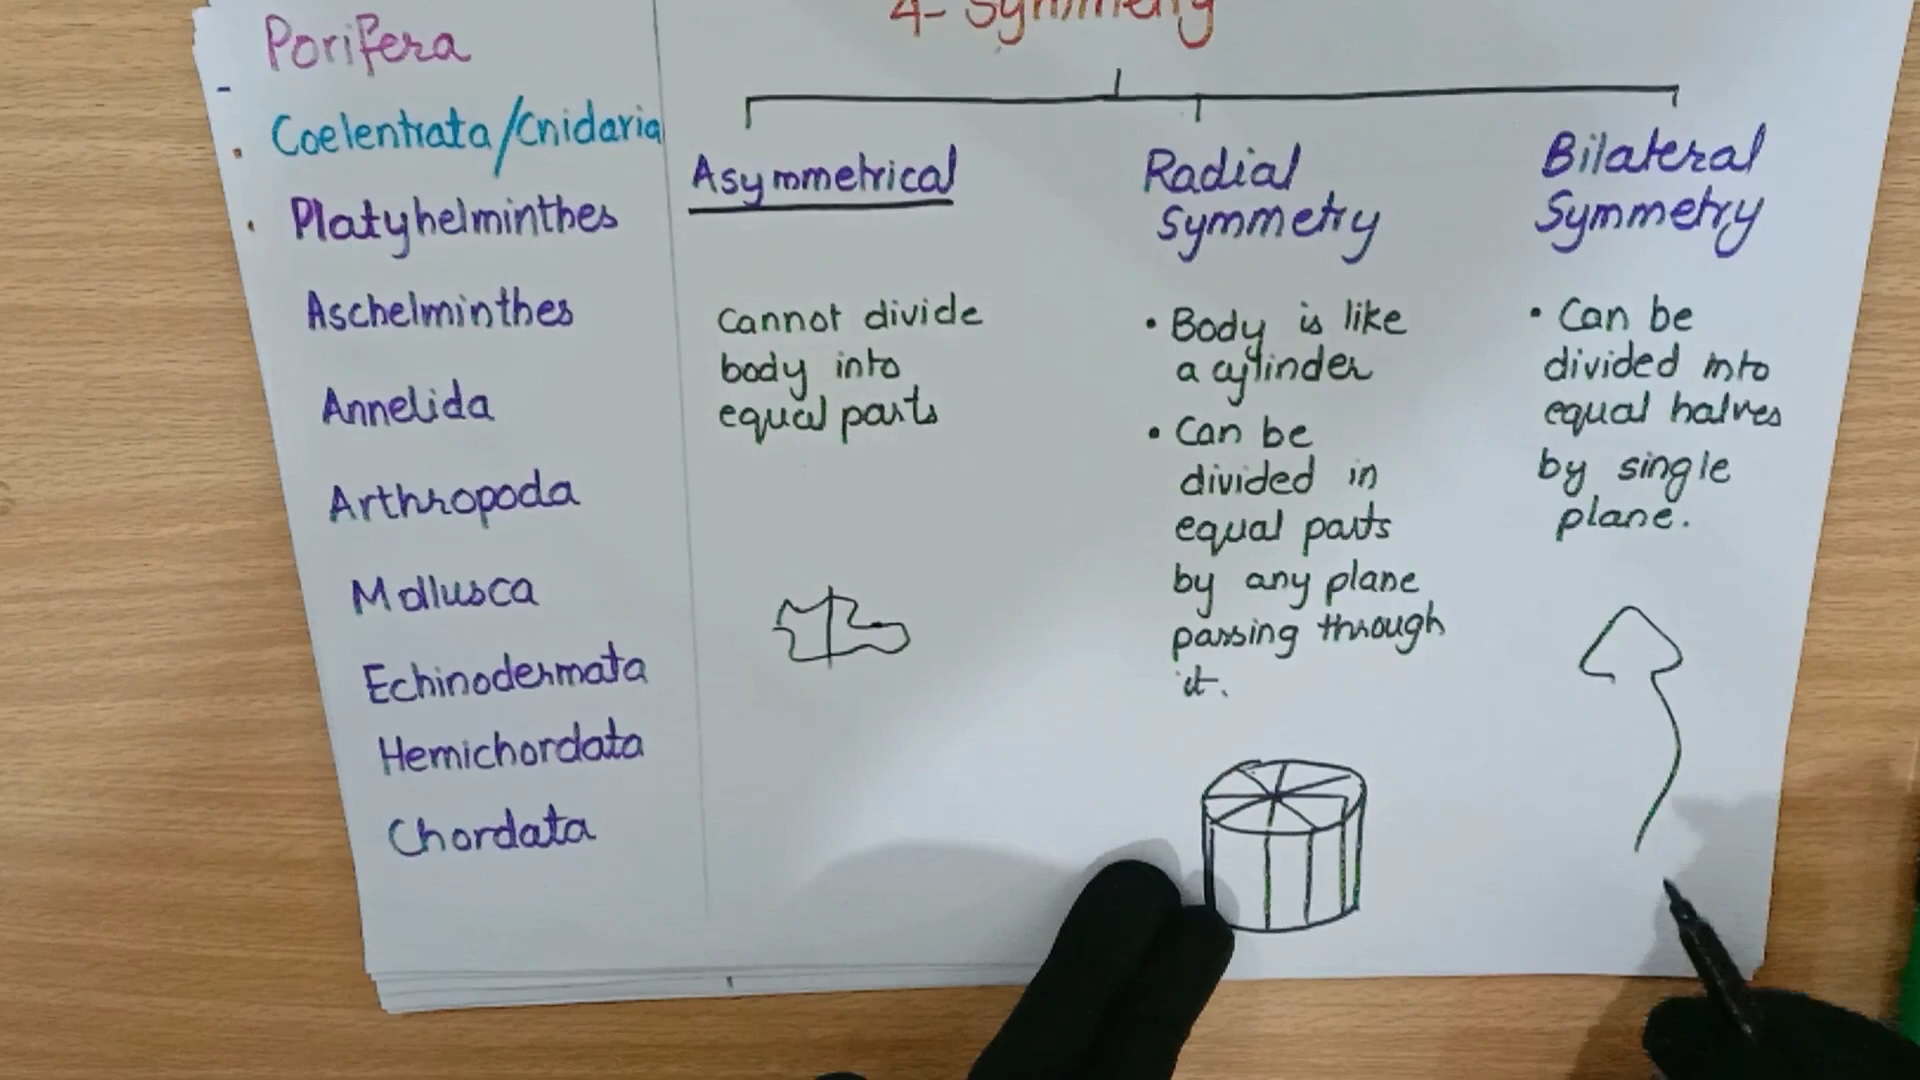 4- Symmetry
Porifera
Coelentrata/Cnidaria
Platyhelminthes
Aschelminthes
Annelida
Arthropoda
Mollusca
Echinodermata
Hemichordata
Chordata
Asymmetrical
Cannot divide
body into
equal parts
Radial
Symmetry
• Body is like
a cylinder
• Can be
divided in
equal parts
by any plane
passing through
it.
Bilateral
Symmetry
• Can be
divided into
equal halves
by single
plane.